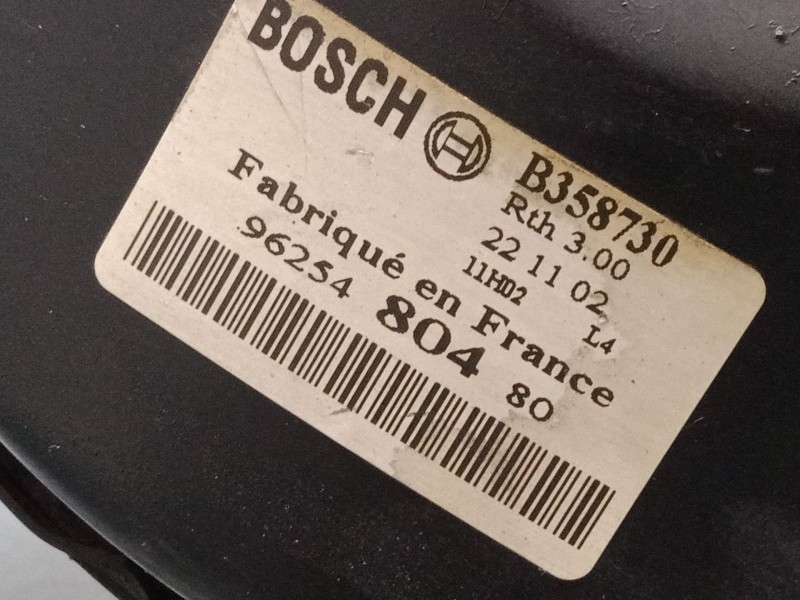 BOSCH
B358730
Rth 3.00
22 11 02
11HD2 L4
Fabriqué en France
96254 804 80